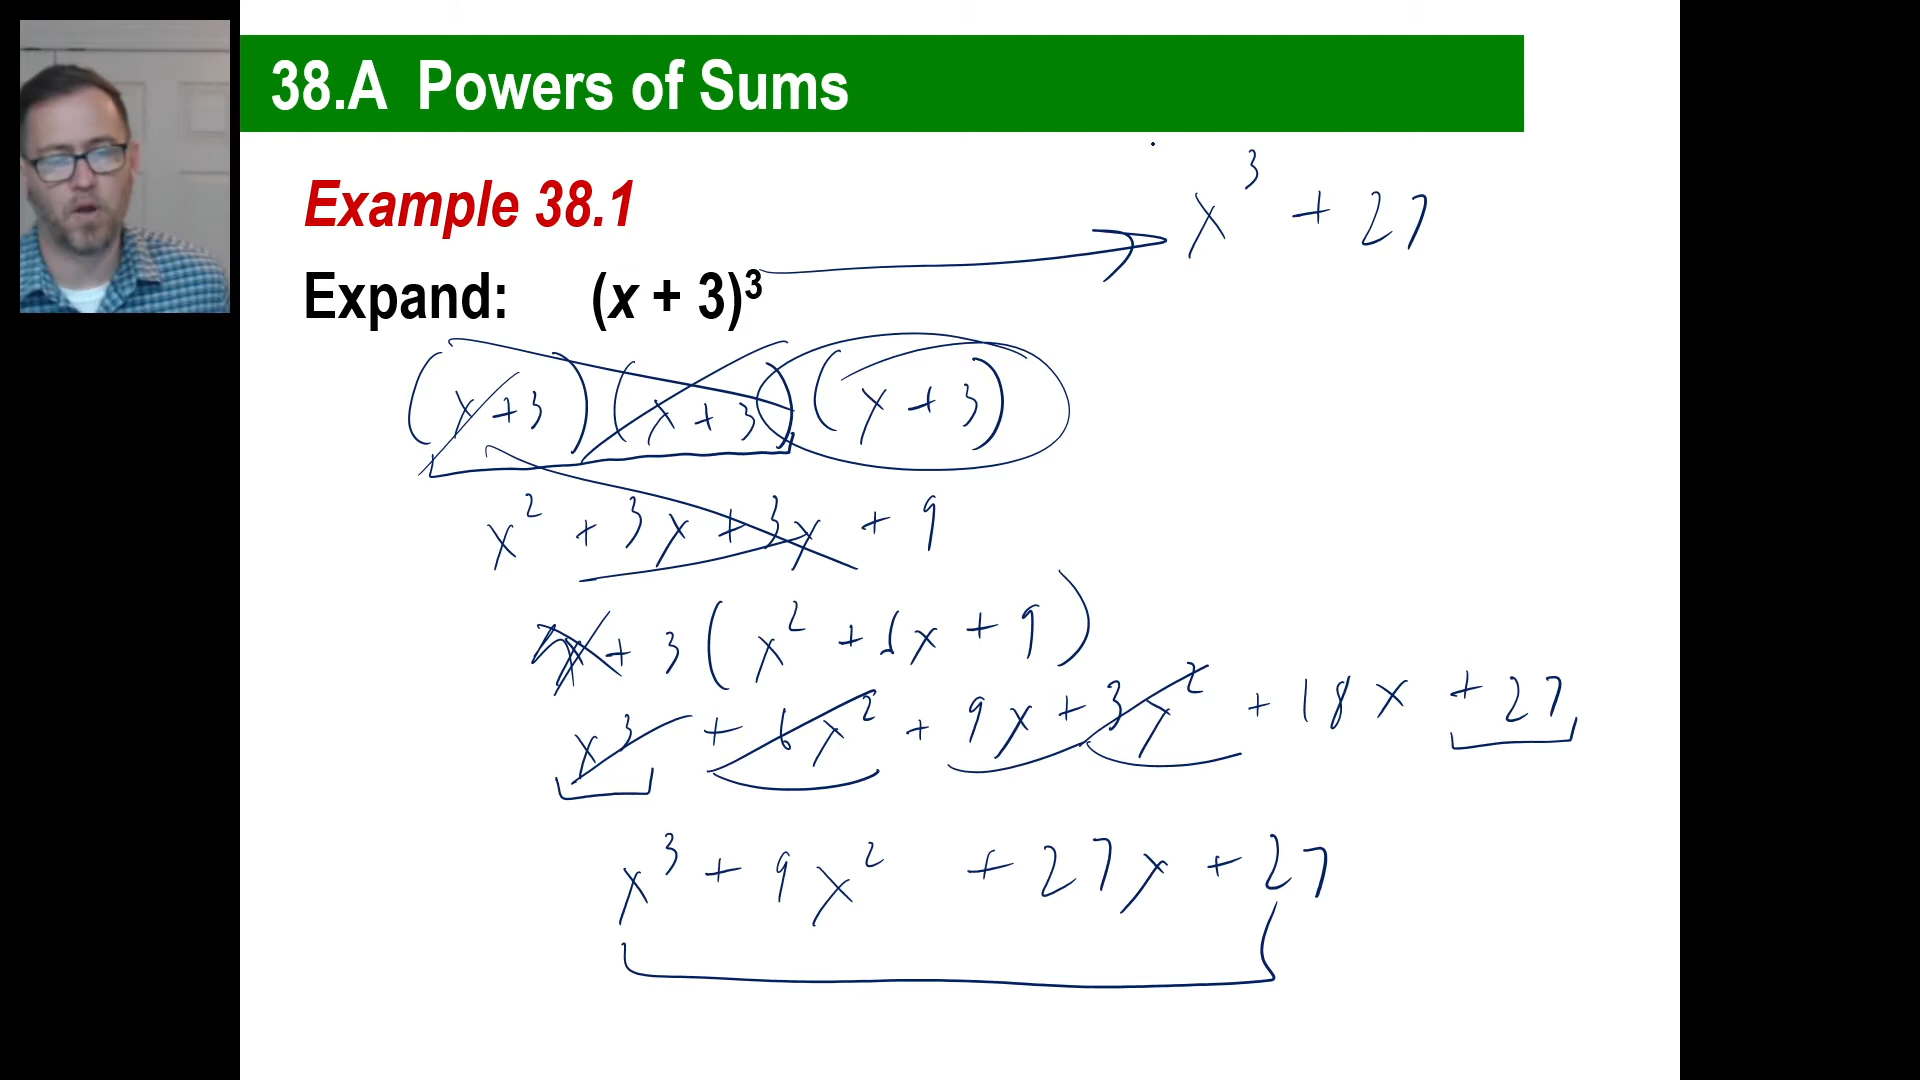 38.A Powers of Sums
Example 38.1
x³ + 27
Expand: (x + 3)³
(x + 3) (x + 3) (x + 3)
x² + 3x + 3x + 9
x + 3 (x² + 6x + 9)
x³ + 6x² + 9x + 3x² + 18x + 27
x³ + 9x² + 27x + 27